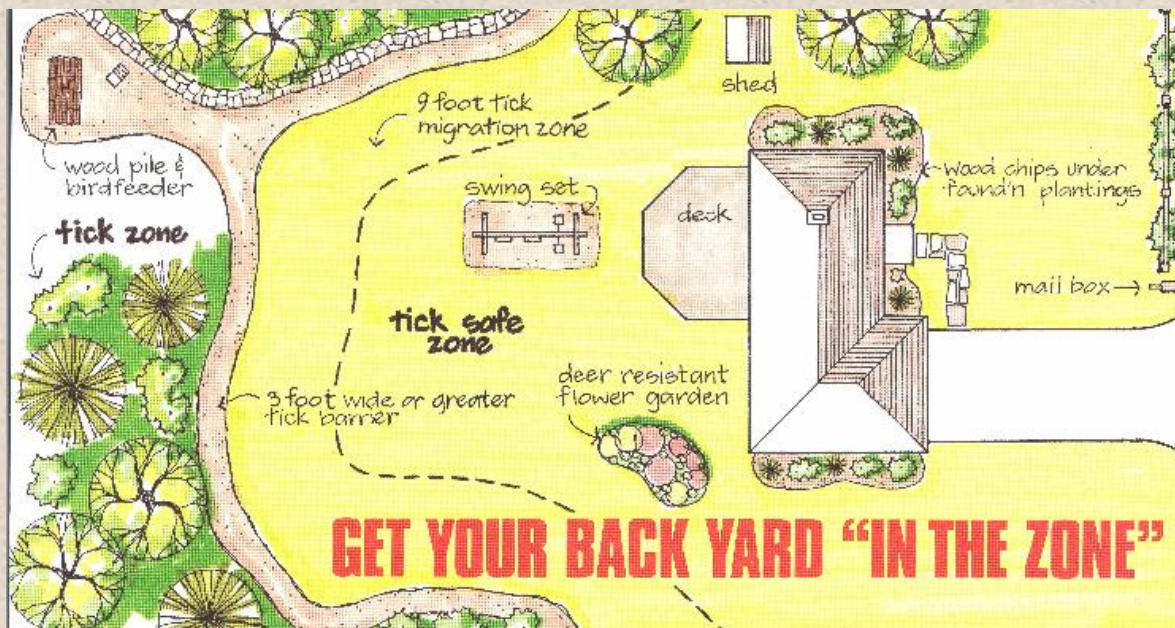 shed
9 foot tick
migration zone
wood pile &
birdfeeder
swing set
deck
wood chips under
found'n plantings
tick zone
mail box
tick safe
zone
3 foot wide or greater
tick barrier
deer resistant
flower garden
GET YOUR BACK YARD “IN THE ZONE”